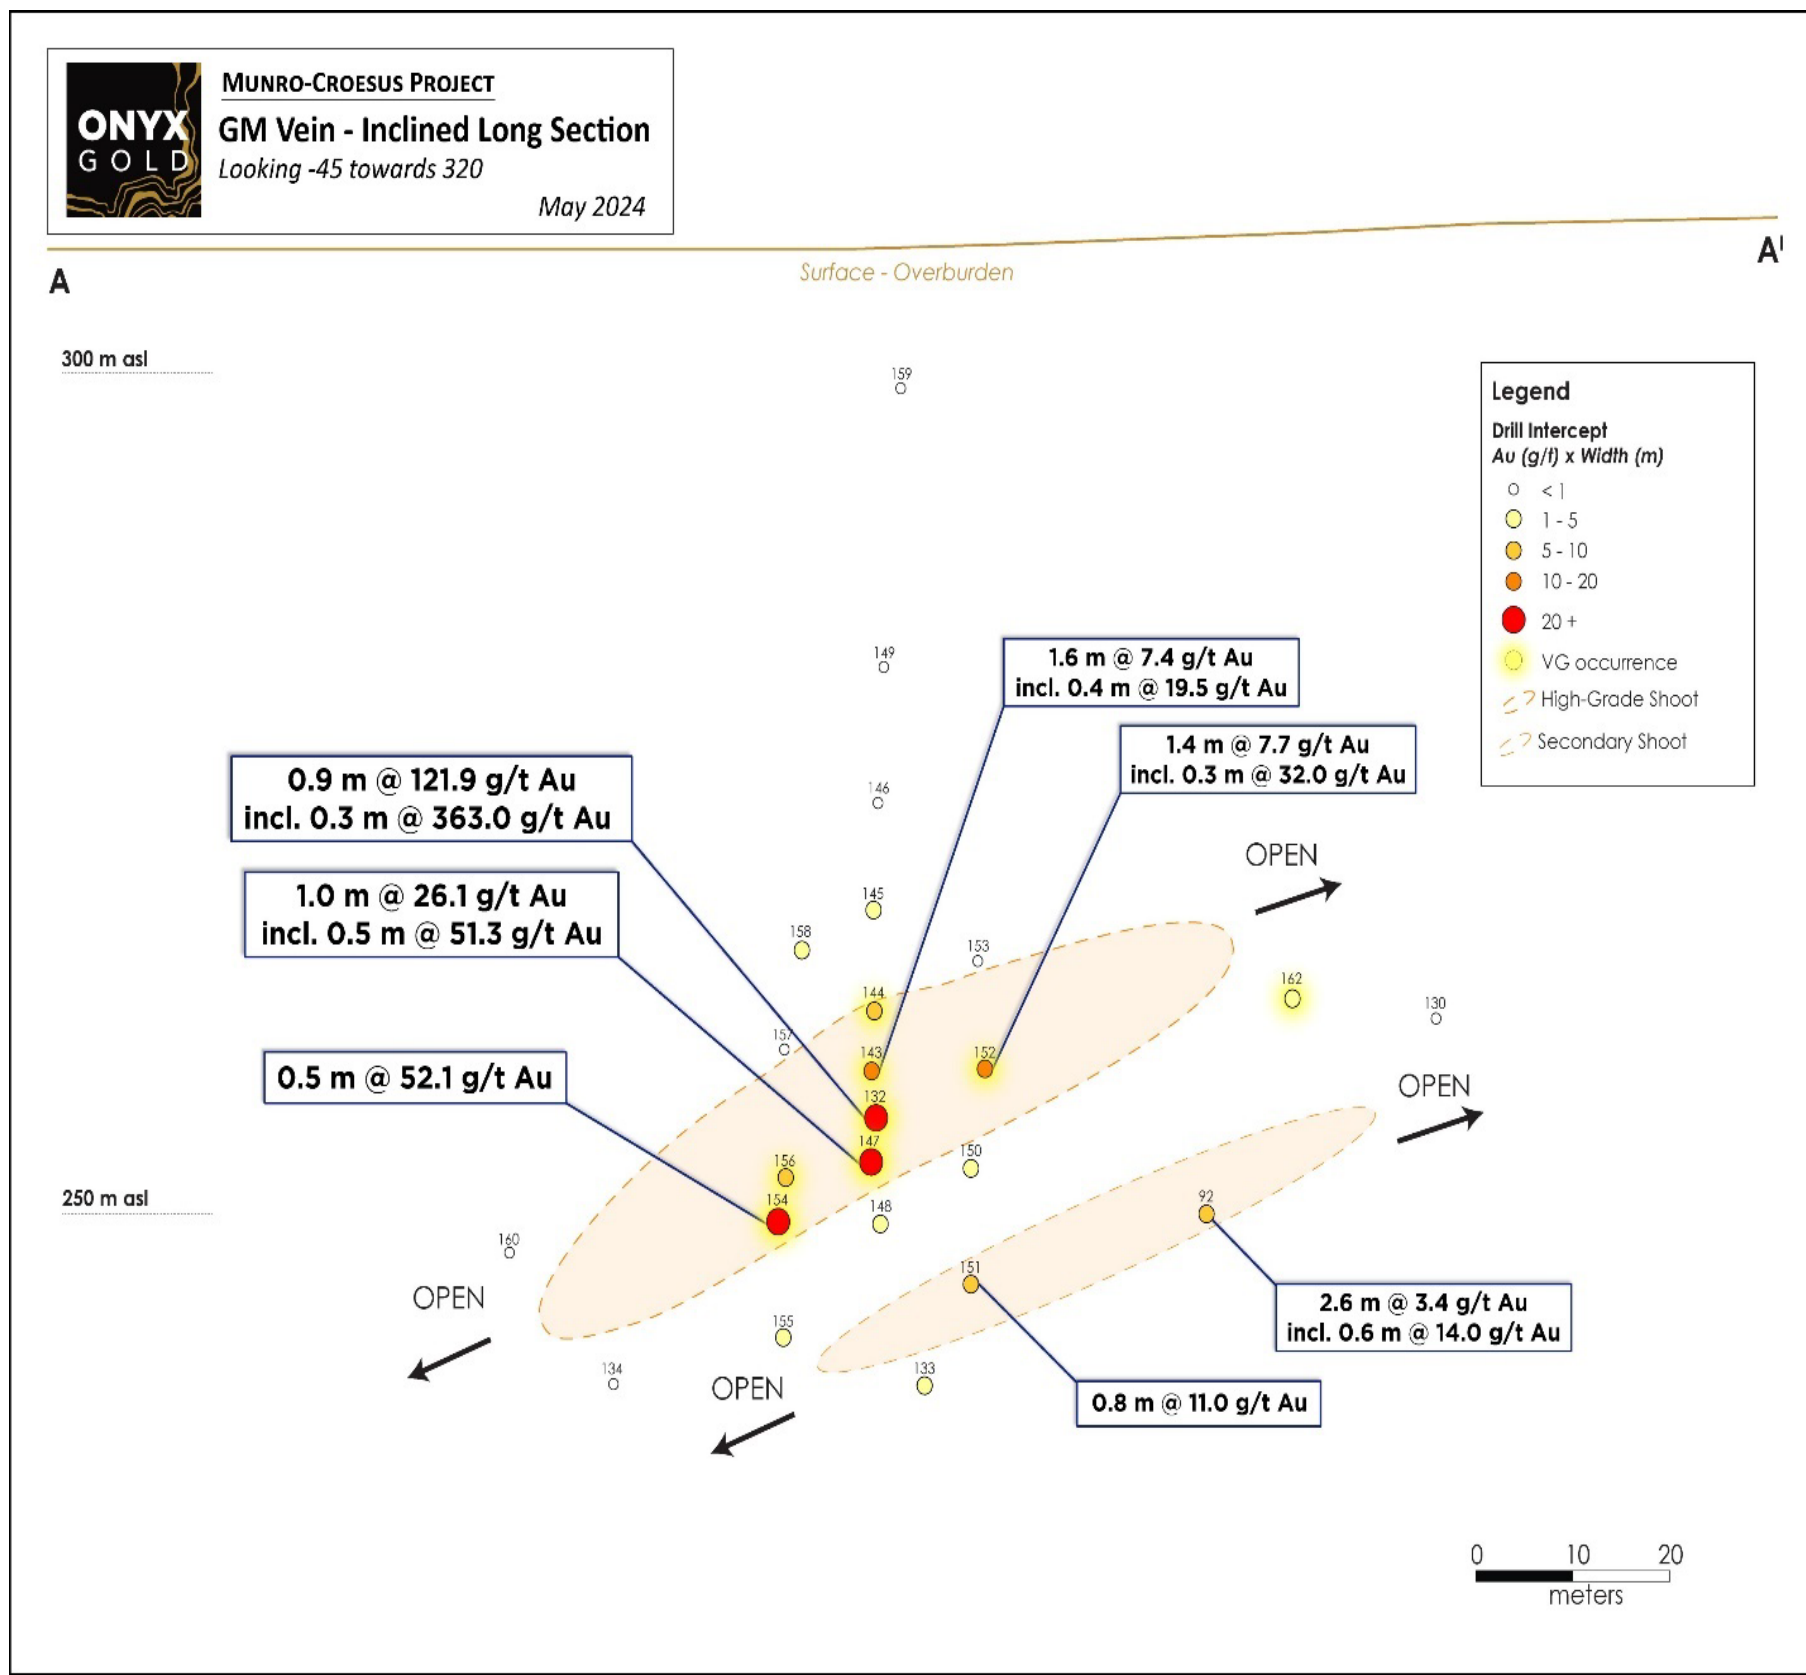 ONYX
GOLD
MUNRO-CROESUS PROJECT
GM Vein - Inclined Long Section
Looking -45 towards 320
May 2024
A
A'
Surface - Overburden
300 m asl
159
Legend
Drill Intercept
Au (g/t) x Width (m)
< 1
1 - 5
5 - 10
10 - 20
20 +
VG occurrence
High-Grade Shoot
Secondary Shoot
149
1.6 m @ 7.4 g/t Au
incl. 0.4 m @ 19.5 g/t Au
1.4 m @ 7.7 g/t Au
incl. 0.3 m @ 32.0 g/t Au
0.9 m @ 121.9 g/t Au
incl. 0.3 m @ 363.0 g/t Au
146
OPEN
1.0 m @ 26.1 g/t Au
incl. 0.5 m @ 51.3 g/t Au
145
158
153
144
162
130
157
143
152
0.5 m @ 52.1 g/t Au
OPEN
132
147
150
156
154
148
92
250 m asl
160
151
OPEN
155
2.6 m @ 3.4 g/t Au
incl. 0.6 m @ 14.0 g/t Au
134
133
OPEN
0.8 m @ 11.0 g/t Au
0 10 20
meters